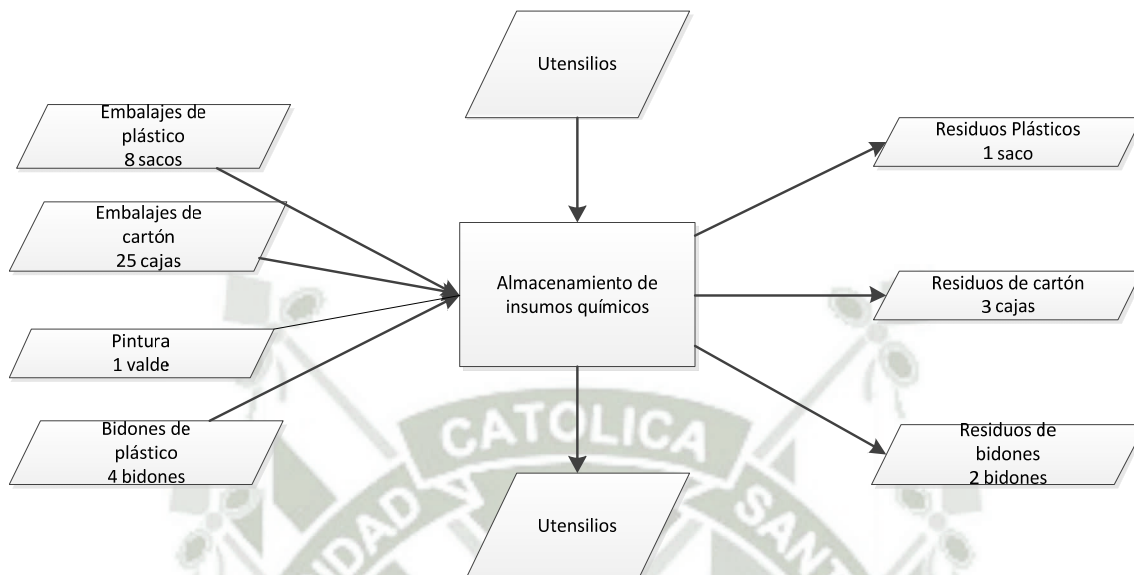 Utensilios
Embalajes de
plástico
8 sacos
Embalajes de
cartón
25 cajas
Pintura
1 valde
Bidones de
plástico
4 bidones
Almacenamiento de
insumos químicos
Residuos Plásticos
1 saco
Residuos de cartón
3 cajas
Residuos de
bidones
2 bidones
Utensilios
CATOLICA
IDAD
SANT